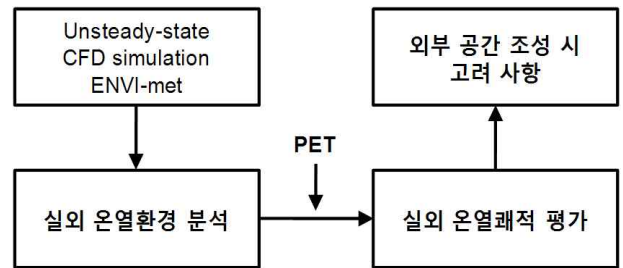 Unsteady-state
CFD simulation
ENVI-met
실외 온열환경 분석
PET
실외 온열쾌적 평가
외부 공간 조성 시
고려 사항